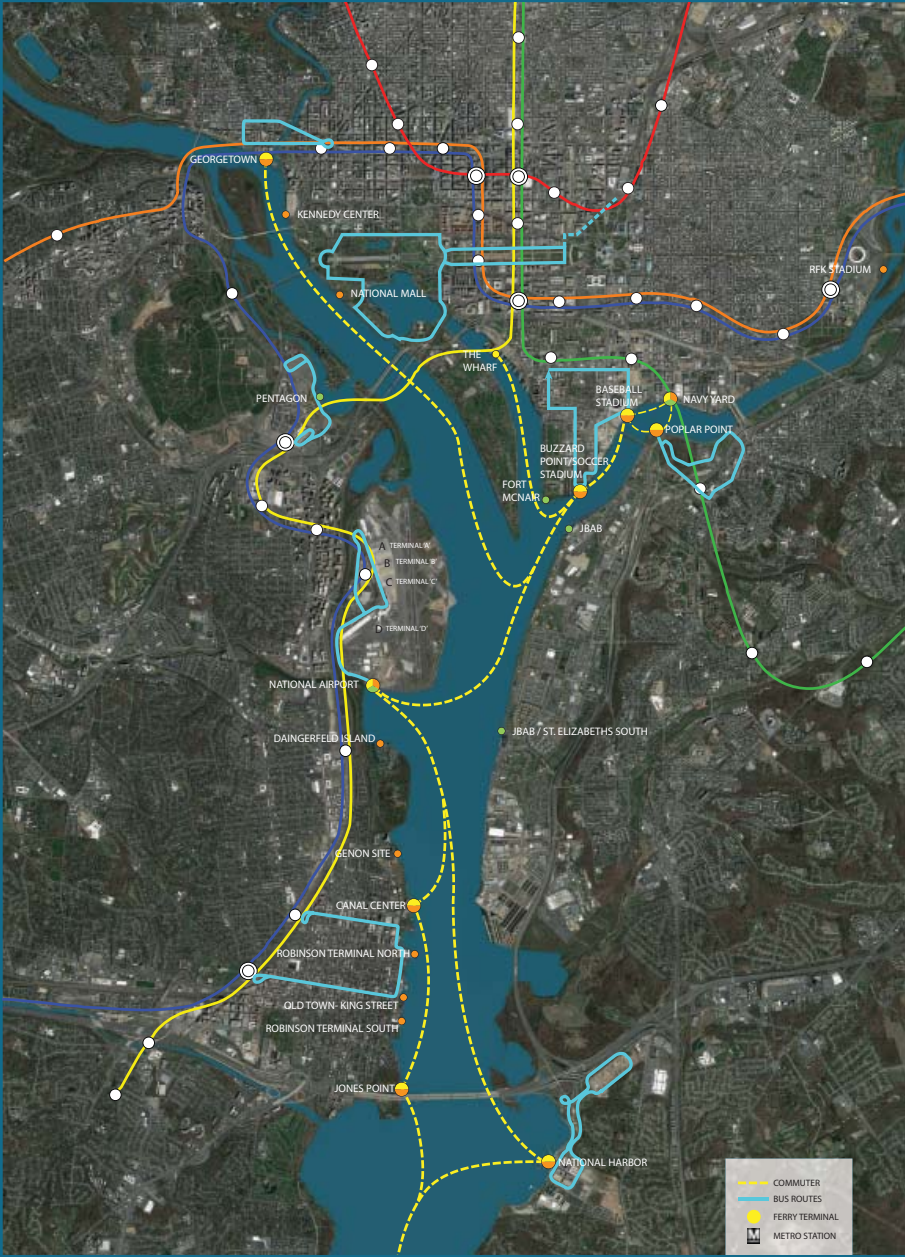 GEORGETOWN
KENNEDY CENTER
RFK STADIUM
NATIONAL MALL
THE
WHARF
PENTAGON
BASEBALL
STADIUM
NAVY YARD
POPLAR POINT
BUZZARD
POINT/SOCCER
STADIUM
FORT
MCNAIR
JBAB
A TERMINAL 'A'
B TERMINAL 'B'
C TERMINAL 'C'
D TERMINAL 'D'
NATIONAL AIRPORT
JBAB / ST. ELIZABETHS SOUTH
DAINGERFELD ISLAND
GENON SITE
CANAL CENTER
ROBINSON TERMINAL NORTH
OLD TOWN- KING STREET
ROBINSON TERMINAL SOUTH
JONES POINT
NATIONAL HARBOR
COMMUTER
BUS ROUTES
FERRY TERMINAL
M METRO STATION